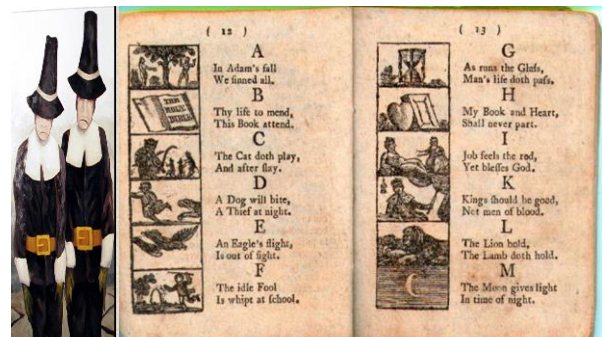 ( 12 )
A
In Adam's fall
We ſinned all.
THE
HOLY
BIBLE
B
Thy life to mend,
This Book attend.
C
The Cat doth play,
And after ſlay.
D
A Dog will bite,
A Thief at night.
E
An Eagle's flight,
Is out of ſight.
F
The idle Fool
Is whipt at ſchool.
( 13 )
G
As runs the Glaſs,
Man's life doth paſs.
H
My Book and Heart,
Shall never part.
I
Job feels the rod,
Yet bleſſes God.
K
Kings ſhould be good,
Not men of blood.
L
The Lion bold,
The Lamb doth hold.
M
The Moon gives light
In time of night.